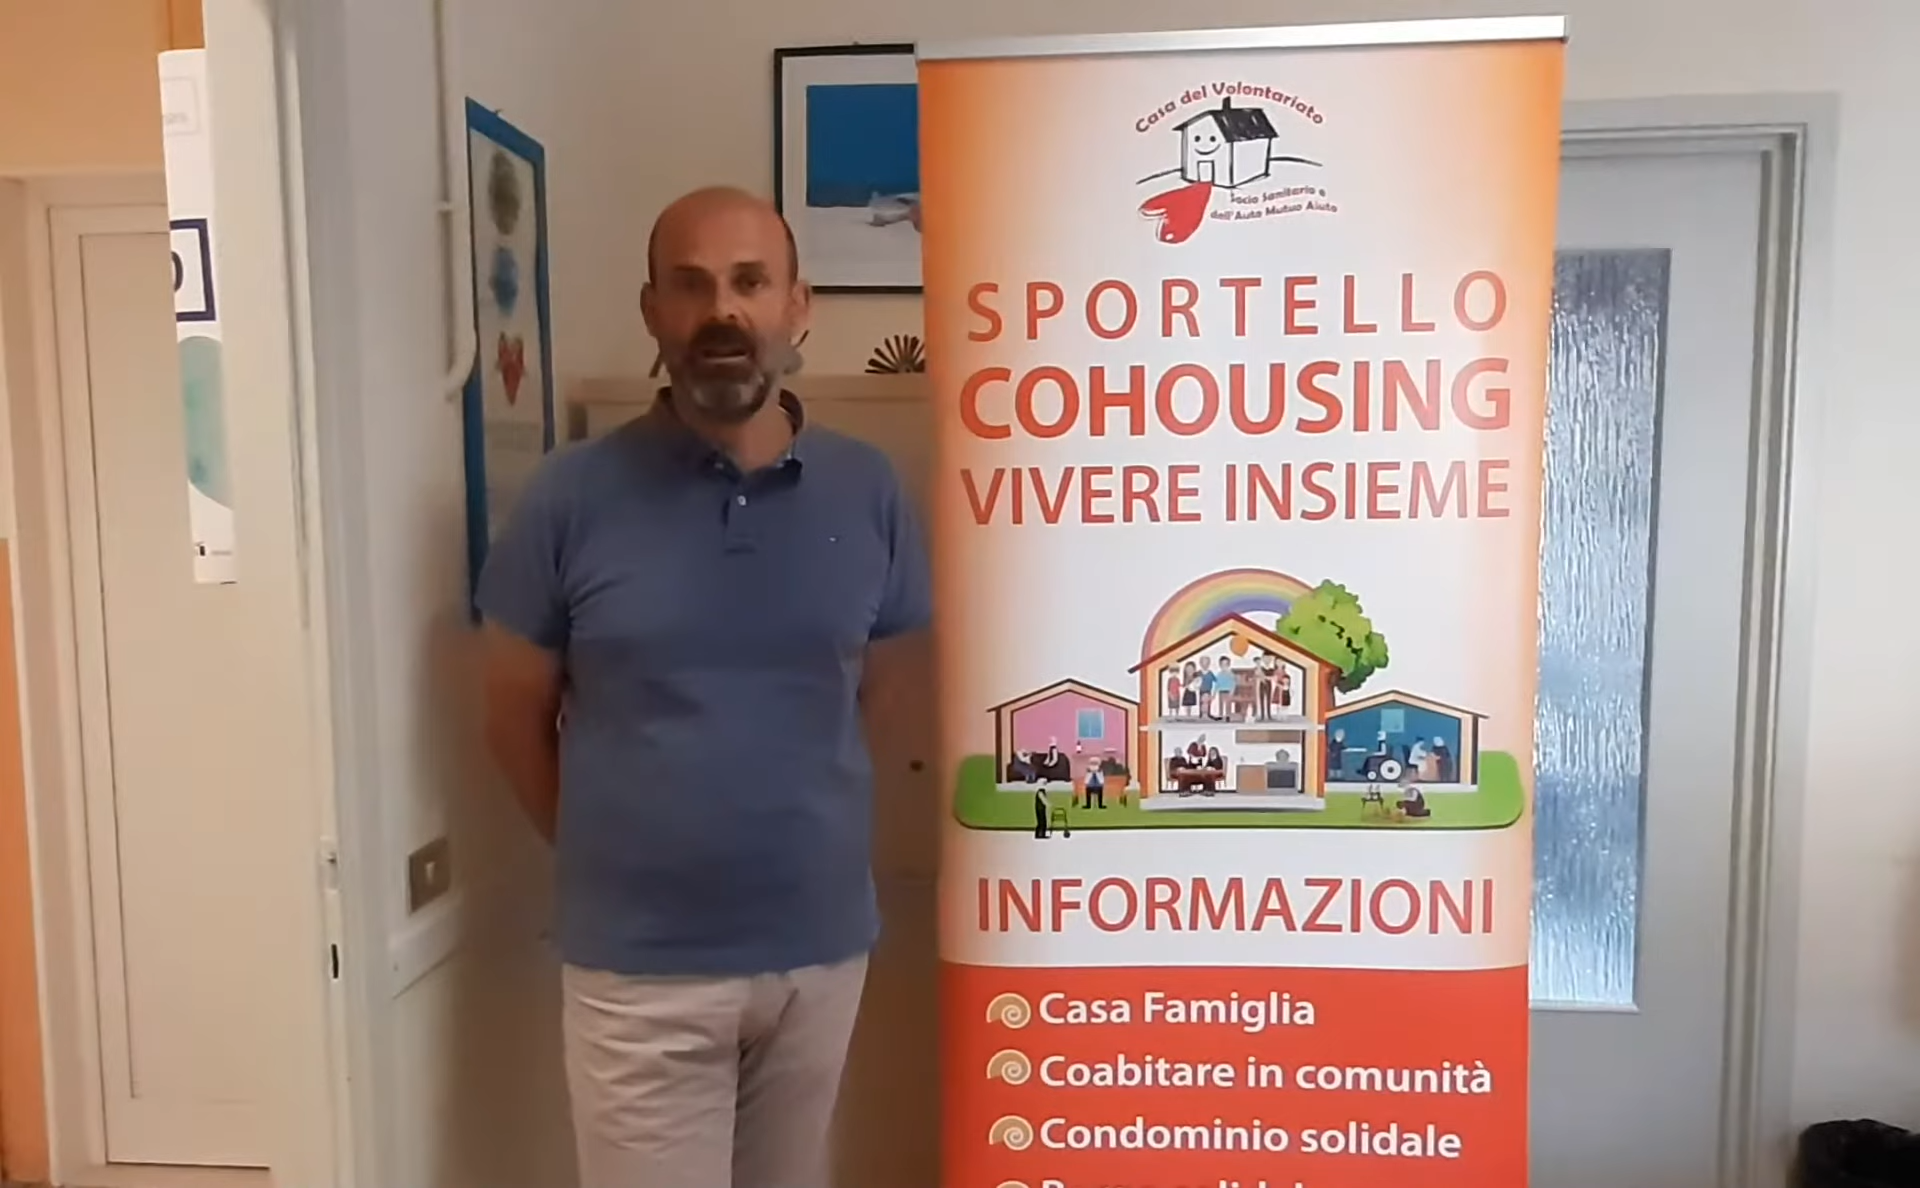 Casa del Volontariato
Socio Sanitario e
dell'Auto Mutuo Aiuto
SPORTELLO
COHOUSING
VIVERE INSIEME
INFORMAZIONI
Casa Famiglia
Coabitare in comunità
Condominio solidale